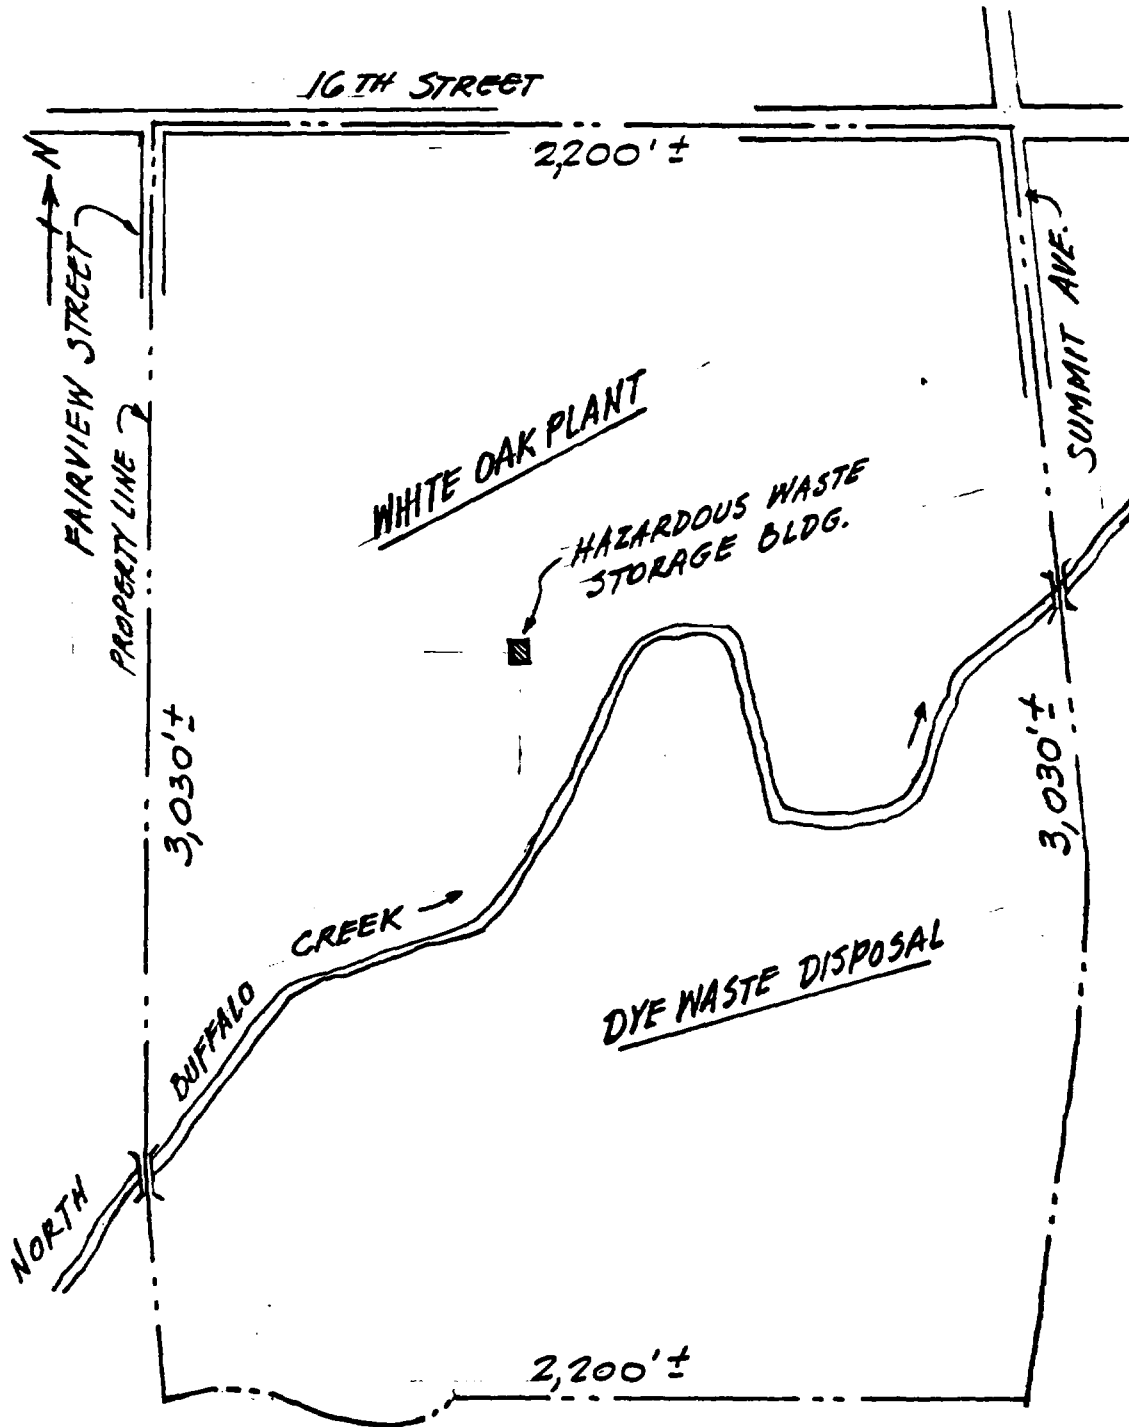 16TH STREET
2,200'±
N
FAIRVIEW STREET
PROPERTY LINE
SUMMIT AVE.
WHITE OAK PLANT
HAZARDOUS WASTE
STORAGE BLDG.
3,030'±
3,030'±
NORTH BUFFALO CREEK
DYE WASTE DISPOSAL
2,200'±